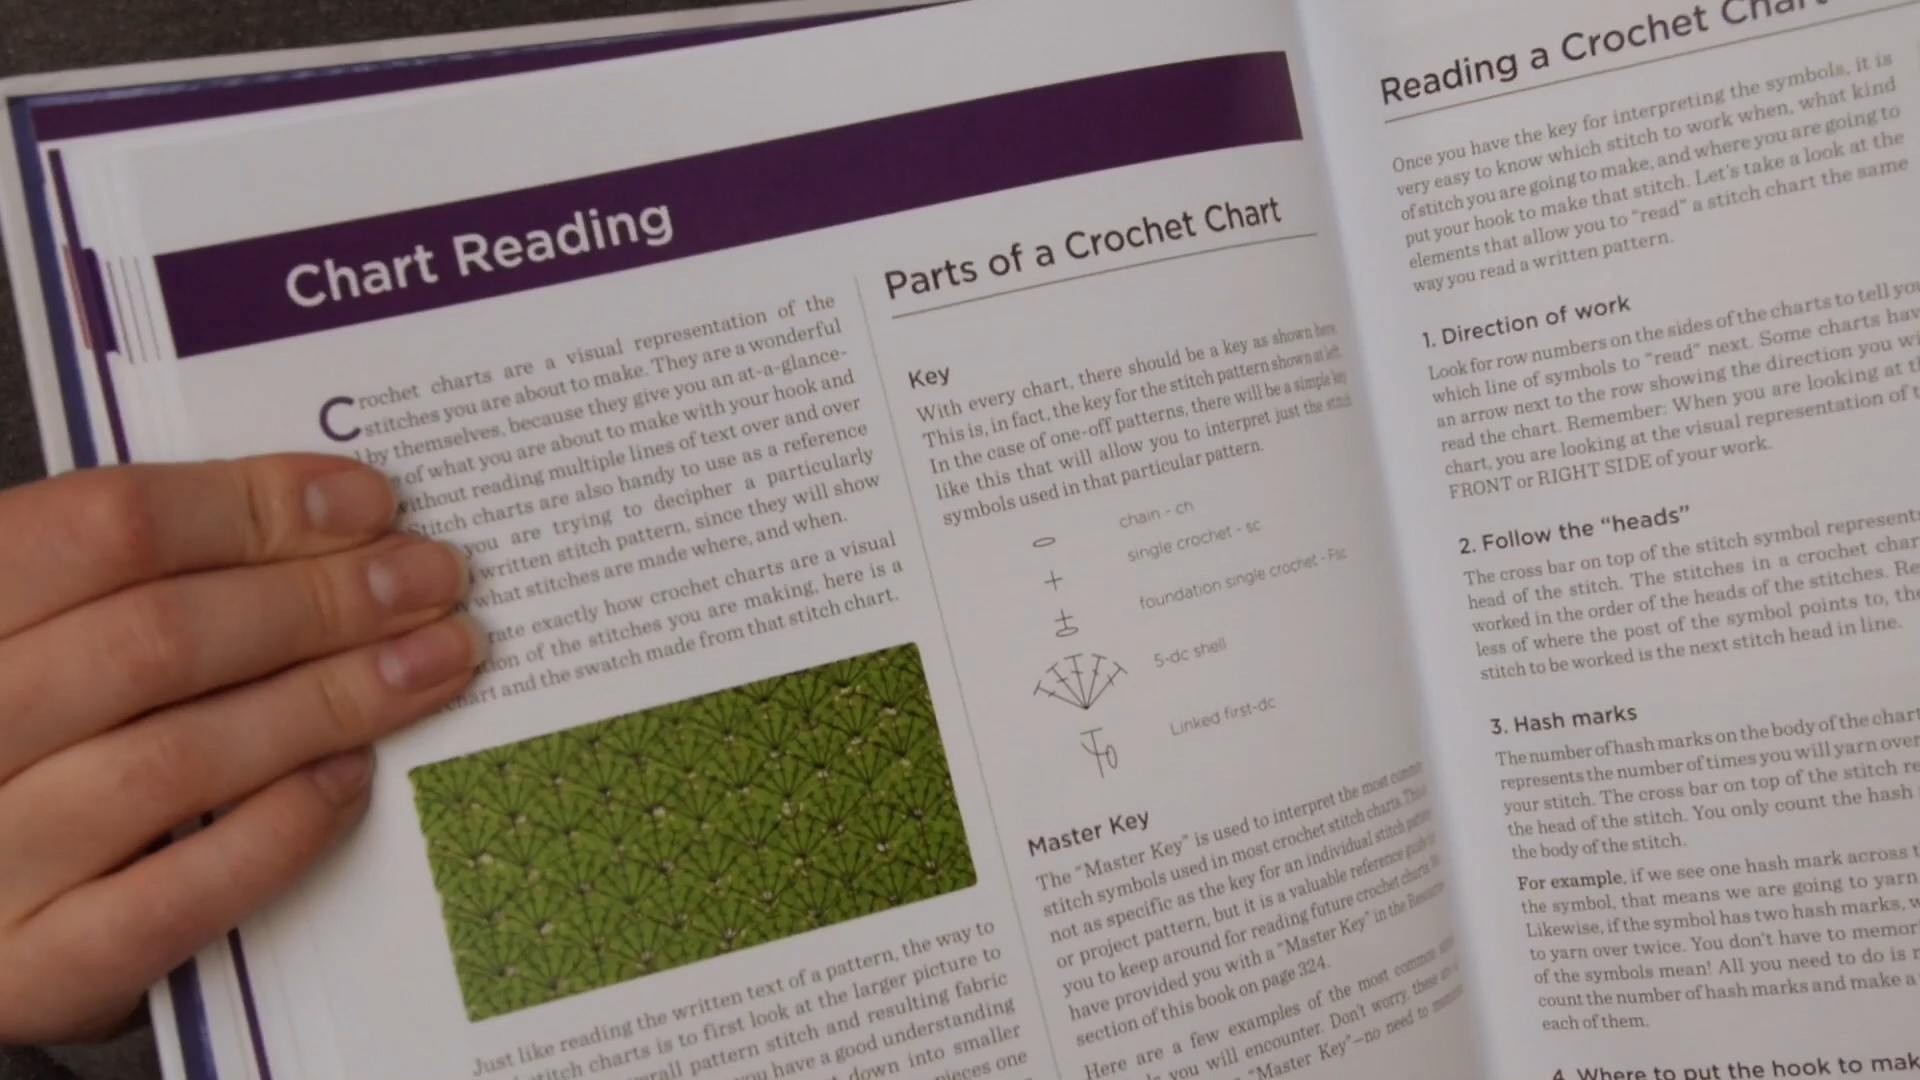 Chart Reading
Crochet charts are a visual representation of the
stitches you are about to make. They are a wonderful
by themselves, because they give you an at-a-glance-
of what you are about to make with your hook and
without reading multiple lines of text over and over
Stitch charts are also handy to use as a reference
you are trying to decipher a particularly
written stitch pattern, since they will show
what stitches are made where, and when.
exactly how crochet charts are a visual
of the stitches you are making, here is a
chart and the swatch made from that stitch chart.
Just like reading the written text of a pattern, the way to
stitch charts is to first look at the larger picture to
pattern stitch and resulting fabric
you have a good understanding
down into smaller
pieces one
Parts of a Crochet Chart
Key
With every chart, there should be a key as shown here.
This is, in fact, the key for the stitch pattern shown at left.
In the case of one-off patterns, there will be a simple key
like this that will allow you to interpret just the stitch
symbols used in that particular pattern.
chain - ch
single crochet - sc
foundation single crochet - Fsc
5-dc shell
Linked first-dc
Master Key
The “Master Key” is used to interpret the most common
stitch symbols used in most crochet stitch charts. This is
not as specific as the key for an individual stitch pattern
or project pattern, but it is a valuable reference guide for
you to keep around for reading future crochet charts. We
have provided you with a “Master Key” in the Resource
section of this book on page 324.
Here are a few examples of the most common
you will encounter. Don’t worry, these
“Master Key”—no need to
Reading a Crochet Chart
Once you have the key for interpreting the symbols, it is
very easy to know which stitch to work when, what kind
of stitch you are going to make, and where you are going to
put your hook to make that stitch. Let’s take a look at the
elements that allow you to “read” a stitch chart the same
way you read a written pattern.
1. Direction of work
Look for row numbers on the sides of the charts to tell you
which line of symbols to “read” next. Some charts have
an arrow next to the row showing the direction you
read the chart. Remember: When you are looking at
chart, you are looking at the visual representation of
FRONT or RIGHT SIDE of your work.
2. Follow the “heads”
The cross bar on top of the stitch symbol represents
head of the stitch. The stitches in a crochet
worked in the order of the heads of the stitches.
less of where the post of the symbol points to,
stitch to be worked is the next stitch head in line.
3. Hash marks
The number of hash marks on the body of the chart
represents the number of times you will yarn over
your stitch. The cross bar on top of the stitch
the head of the stitch. You only count the hash
the body of the stitch.
For example, if we see one hash mark across
the symbol, that means we are going to yarn
Likewise, if the symbol has two hash marks,
to yarn over twice. You don’t have to
of the symbols mean! All you need to do is
count the number of hash marks and make a
each of them.
4. Where to put the hook to